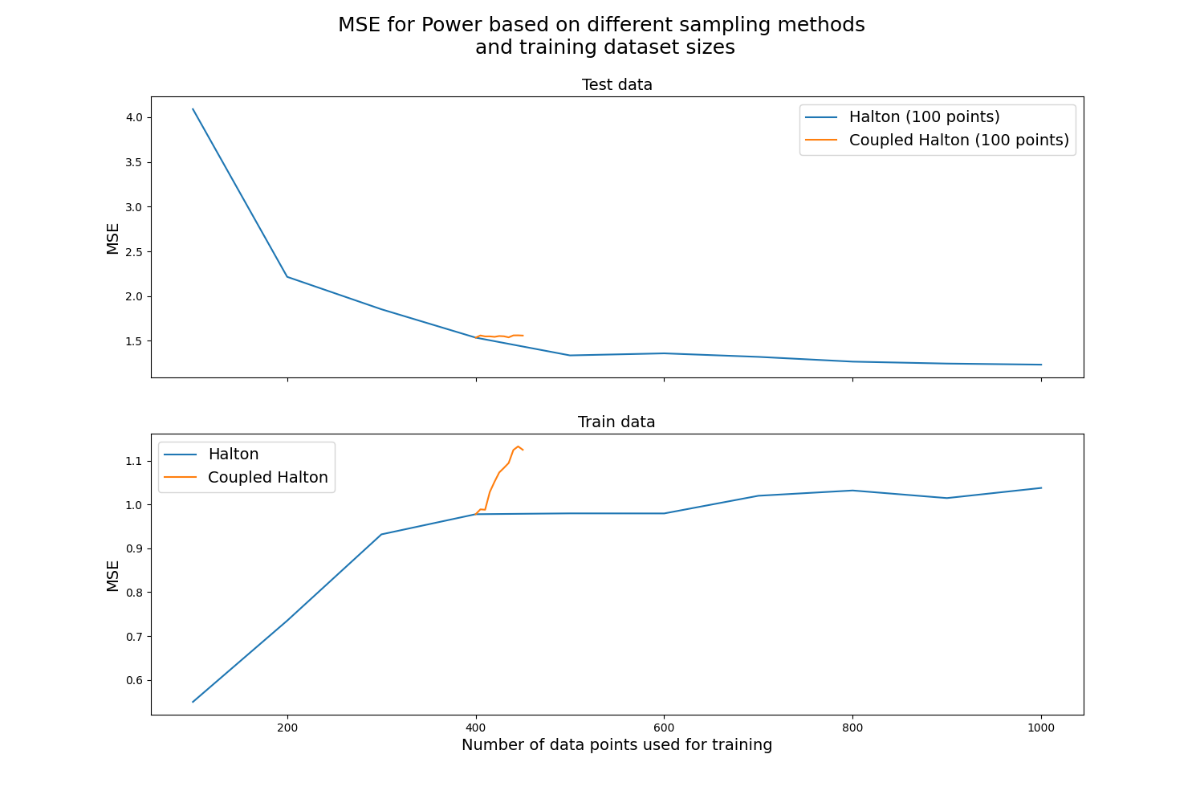 MSE for Power based on different sampling methods
and training dataset sizes
Test data
4.0
3.5
3.0
2.5
2.0
1.5
MSE
Halton (100 points)
Coupled Halton (100 points)
Train data
1.1
1.0
0.9
0.8
0.7
0.6
MSE
Halton
Coupled Halton
200 400 600 800 1000
Number of data points used for training